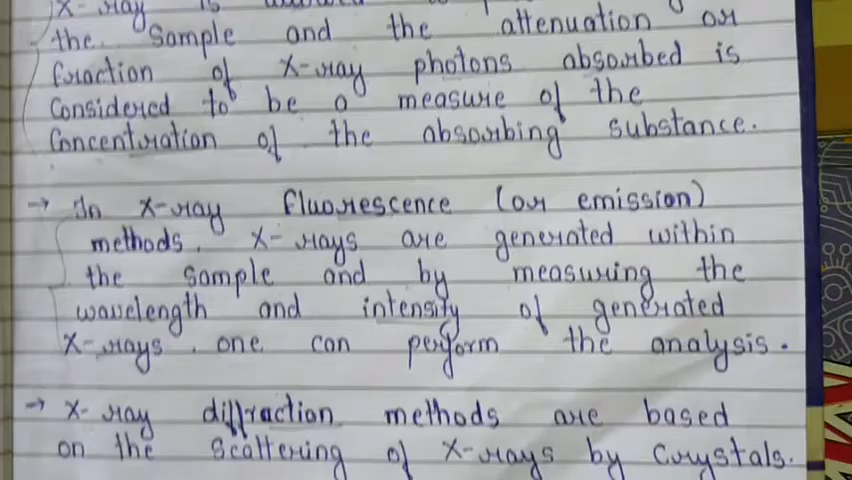 X-ray is
the sample and the attenuation or
fraction of X-ray photons absorbed is
considered to be a measure of the
concentration of the absorbing substance.
→ In X-ray fluorescence (or emission)
methods, X-rays are generated within
the sample and by measuring the
wavelength and intensity of generated
X-rays, one can perform the analysis.
→ X-ray diffraction methods are based
on the scattering of X-rays by crystals.